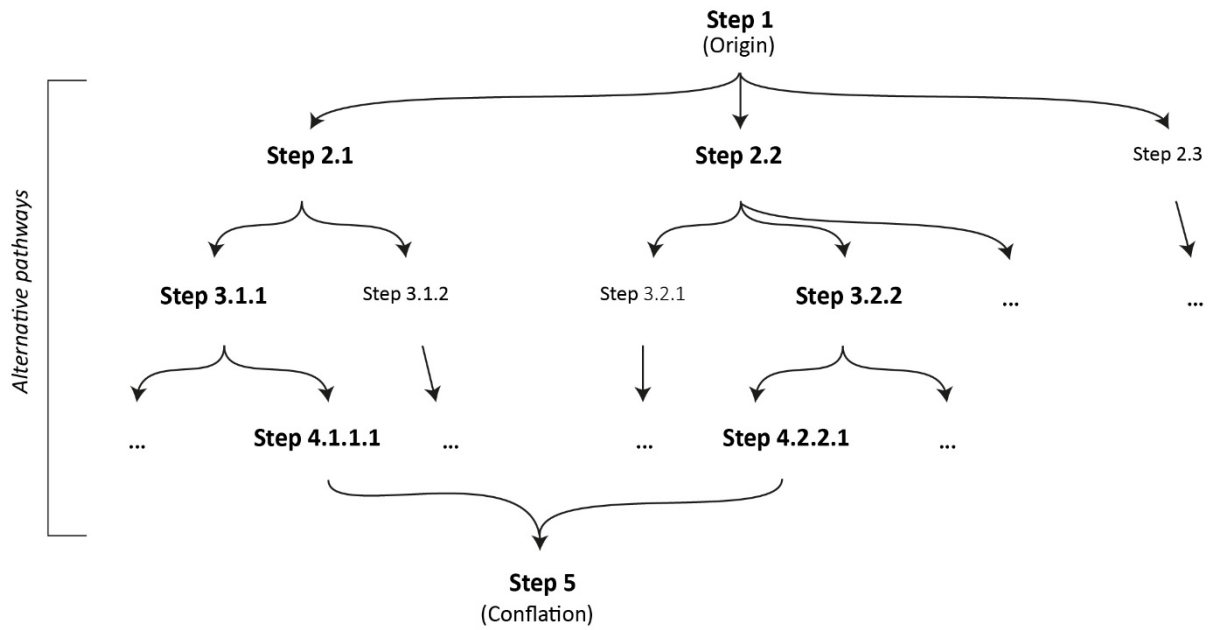 Step 1
(Origin)
Alternative pathways
Step 2.1
Step 2.2
Step 2.3
Step 3.1.1
Step 3.1.2
Step 3.2.1
Step 3.2.2
...
...
...
Step 4.1.1.1
...
...
Step 4.2.2.1
...
Step 5
(Conflation)